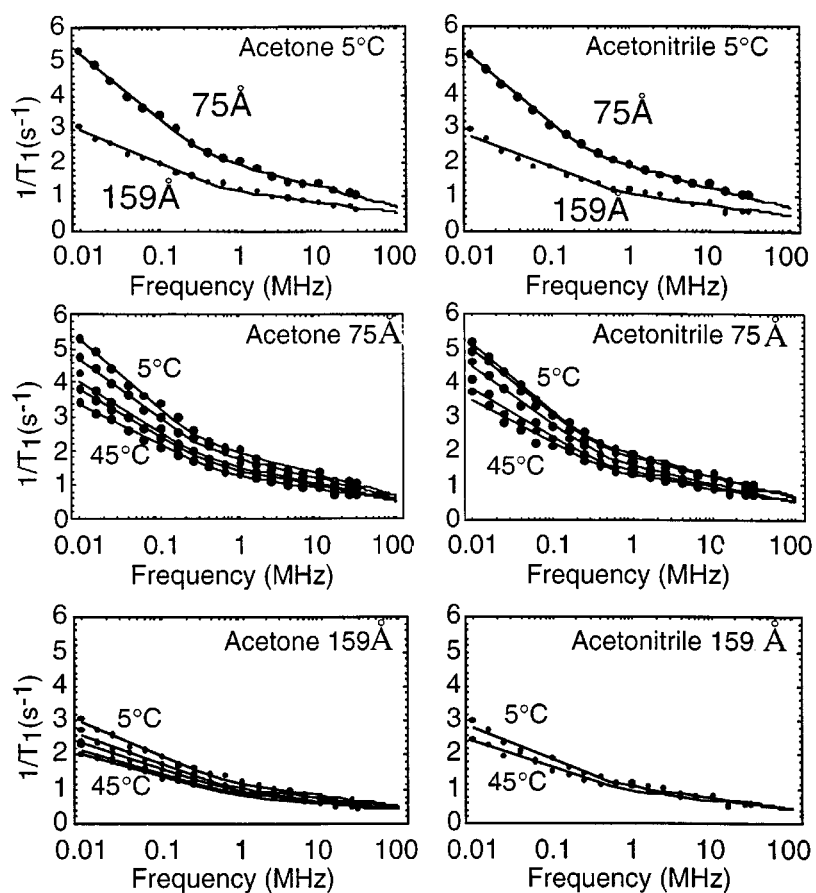 Acetone 5°C
6
5
4
3
2
1
0
1/T1(s-1)
75Å
159Å
0.01 0.1 1 10 100
Frequency (MHz)
Acetonitrile 5°C
6
5
4
3
2
1
0
75Å
159Å
0.01 0.1 1 10 100
Frequency (MHz)
Acetone 75Å
6
5
4
3
2
1
0
1/T1(s-1)
5°C
45°C
0.01 0.1 1 10 100
Frequency (MHz)
Acetonitrile 75Å
6
5
4
3
2
1
0
5°C
45°C
0.01 0.1 1 10 100
Frequency (MHz)
Acetone 159Å
6
5
4
3
2
1
0
1/T1(s-1)
5°C
45°C
0.01 0.1 1 10 100
Frequency (MHz)
Acetonitrile 159 Å
6
5
4
3
2
1
0
5°C
45°C
0.01 0.1 1 10 100
Frequency (MHz)